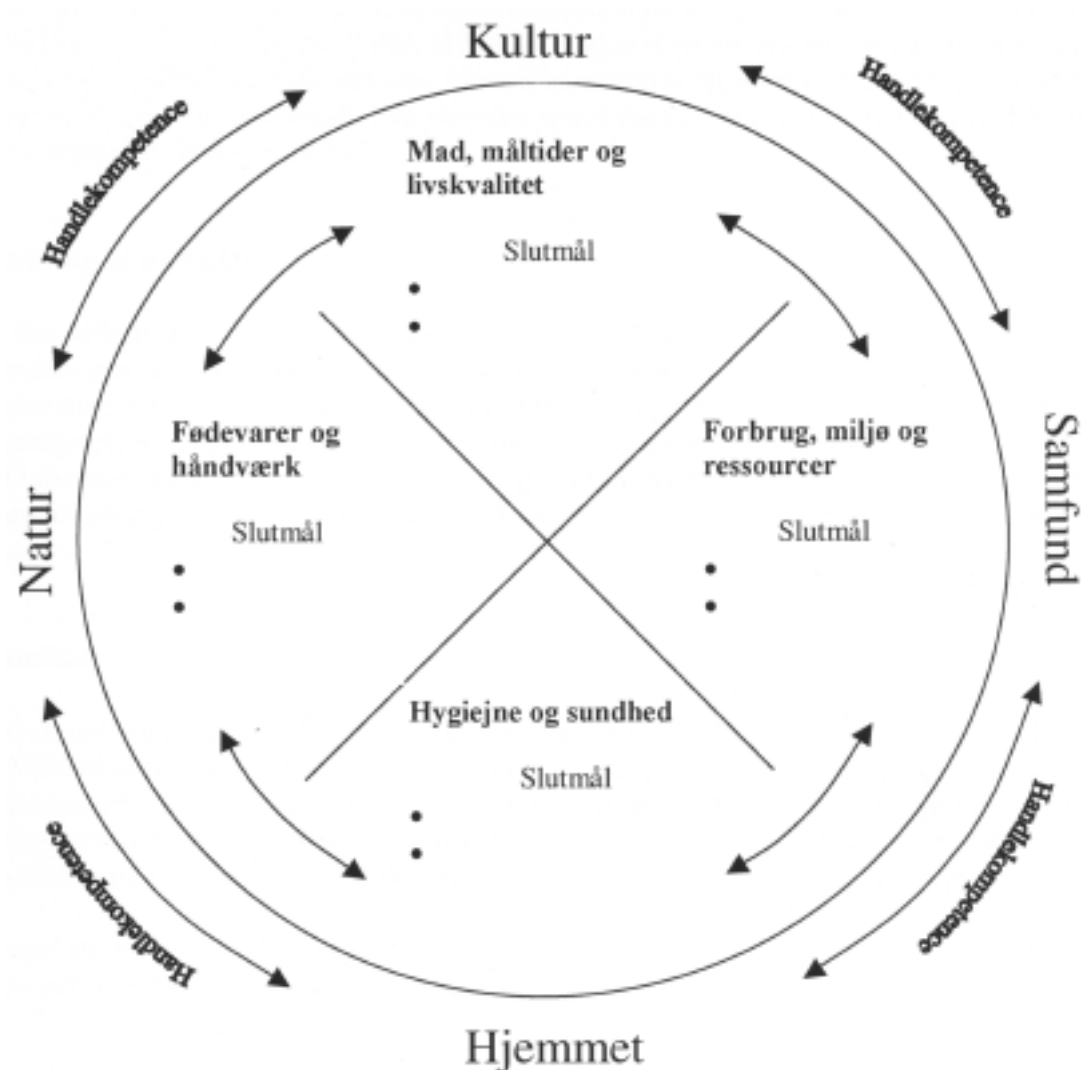 Kultur
Handlekompetence
Handlekompetence
Mad, måltider og
livskvalitet
Slutmål
•
•
Natur
Fødevarer og
håndværk
Slutmål
•
•
Forbrug, miljø og
ressourcer
Slutmål
•
•
Samfund
Hygiejne og sundhed
Slutmål
•
•
Handlekompetence
Handlekompetence
Hjemmet